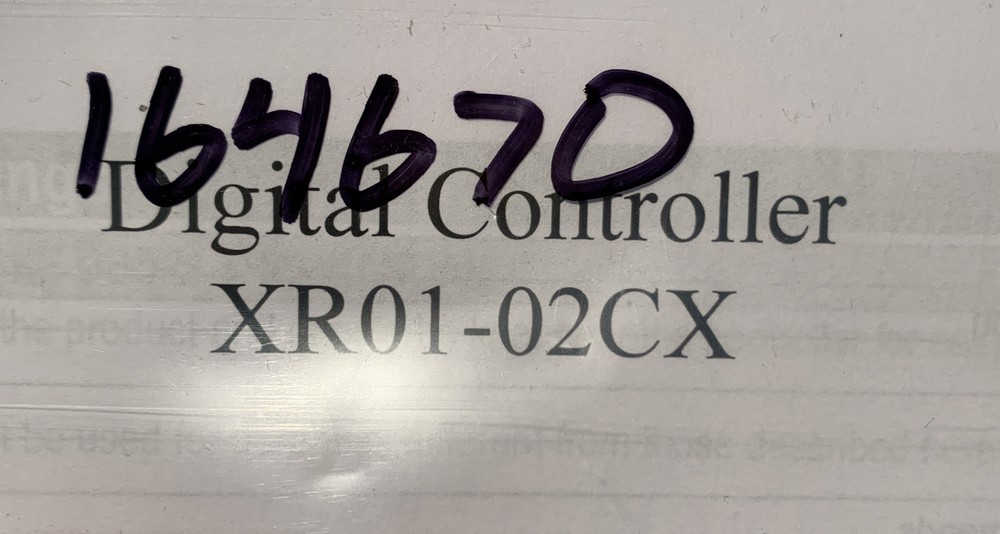 164670
Digital Controller
XR01-02CX